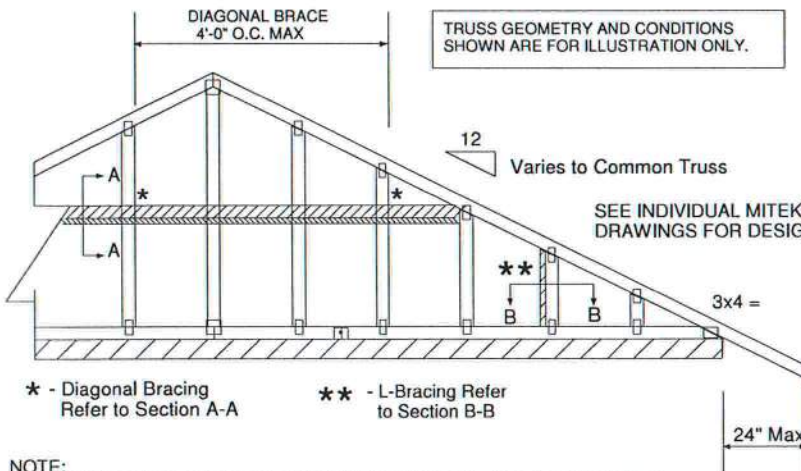 DIAGONAL BRACE
4'-0" O.C. MAX
TRUSS GEOMETRY AND CONDITIONS
SHOWN ARE FOR ILLUSTRATION ONLY.
12
Varies to Common Truss
A
*
*
SEE INDIVIDUAL MITEK
DRAWINGS FOR DESIG
A
**
B
B
3x4 =
* - Diagonal Bracing
Refer to Section A-A
** - L-Bracing Refer
to Section B-B
24" Max
NOTE: